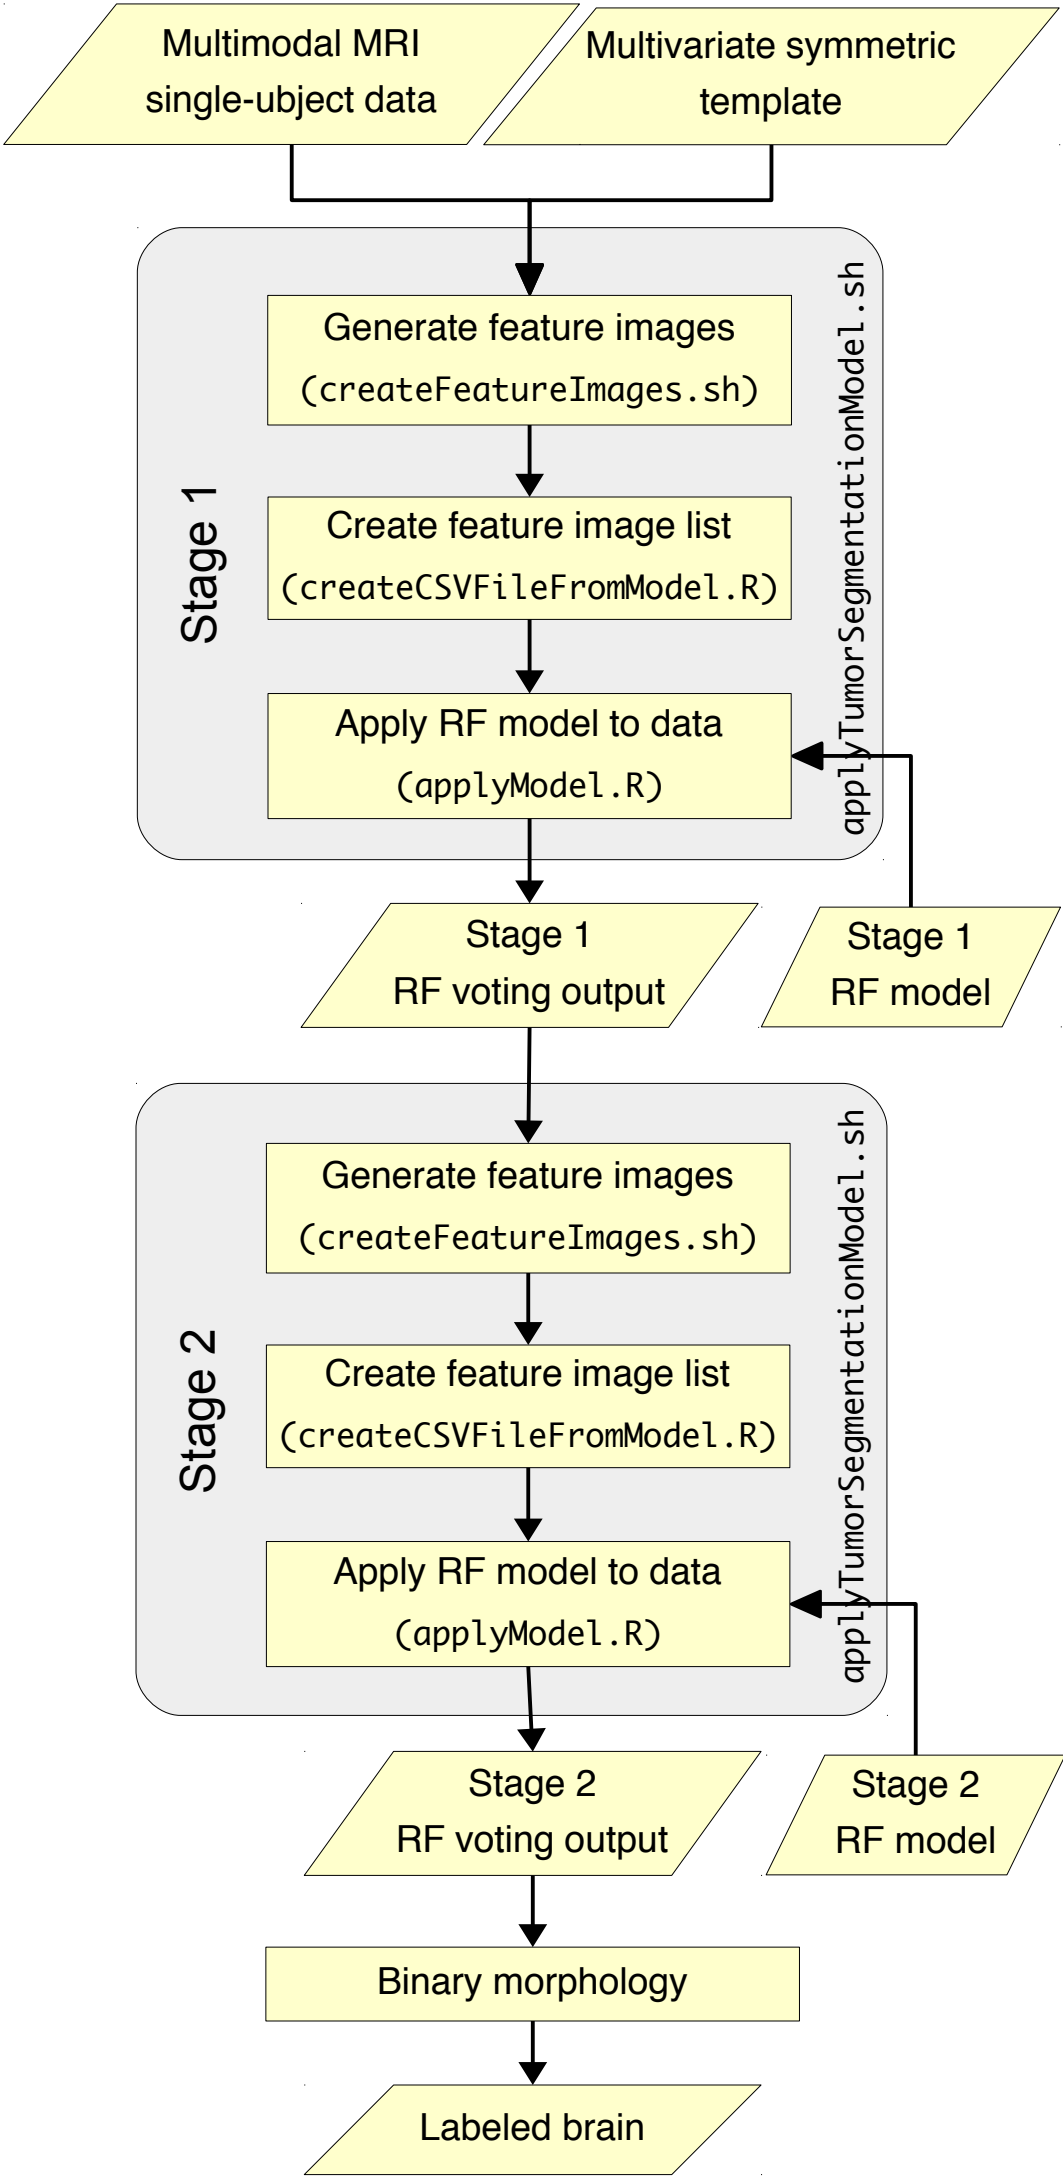 Multimodal MRI
single-ubject data
Multivariate symmetric
template
Stage 1
Generate feature images
(createFeatureImages.sh)
Create feature image list
(createCSVFileFromModel.R)
Apply RF model to data
(applyModel.R)
applyTumorSegmentationModel.sh
Stage 1
RF voting output
Stage 1
RF model
Stage 2
Generate feature images
(createFeatureImages.sh)
Create feature image list
(createCSVFileFromModel.R)
Apply RF model to data
(applyModel.R)
applyTumorSegmentationModel.sh
Stage 2
RF voting output
Stage 2
RF model
Binary morphology
Labeled brain